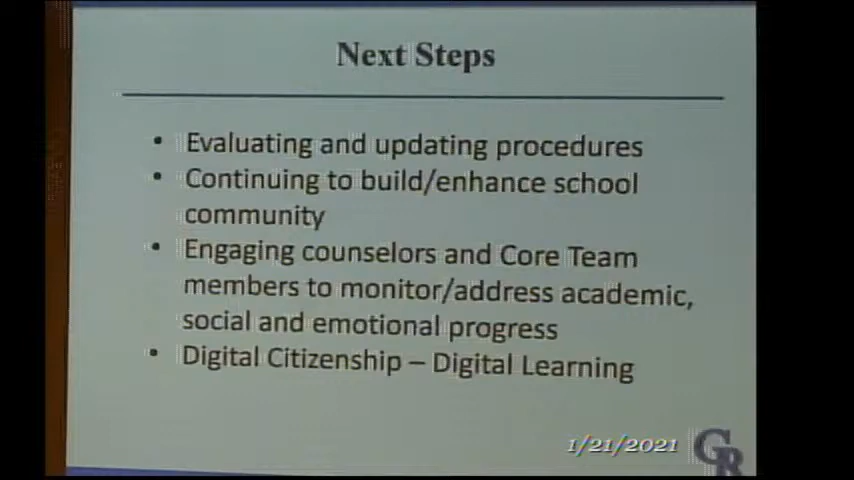 Next Steps
• Evaluating and updating procedures
• Continuing to build/enhance school
community
• Engaging counselors and Core Team
members to monitor/address academic,
social and emotional progress
• Digital Citizenship – Digital Learning
1/21/2021
GR